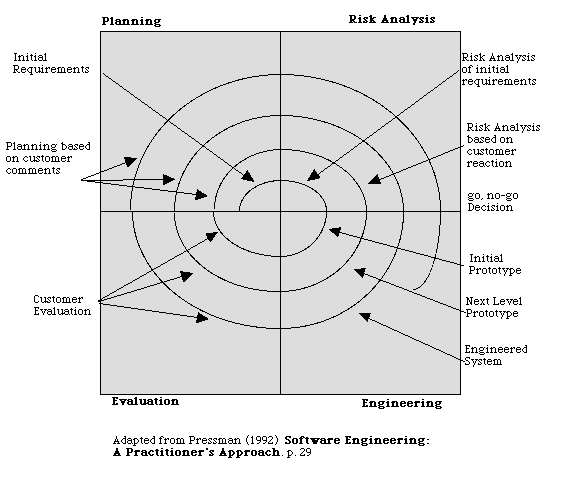 Planning
Risk Analysis
Initial
Requirements
Risk Analysis
of initial
requirements
Planning based
on customer
comments
Risk Analysis
based on
customer
reaction
go, no-go
Decision
Initial
Prototype
Customer
Evaluation
Next Level
Prototype
Engineered
System
Evaluation
Engineering
Adapted from Pressman (1992) Software Engineering:
A Practitioner's Approach. p. 29